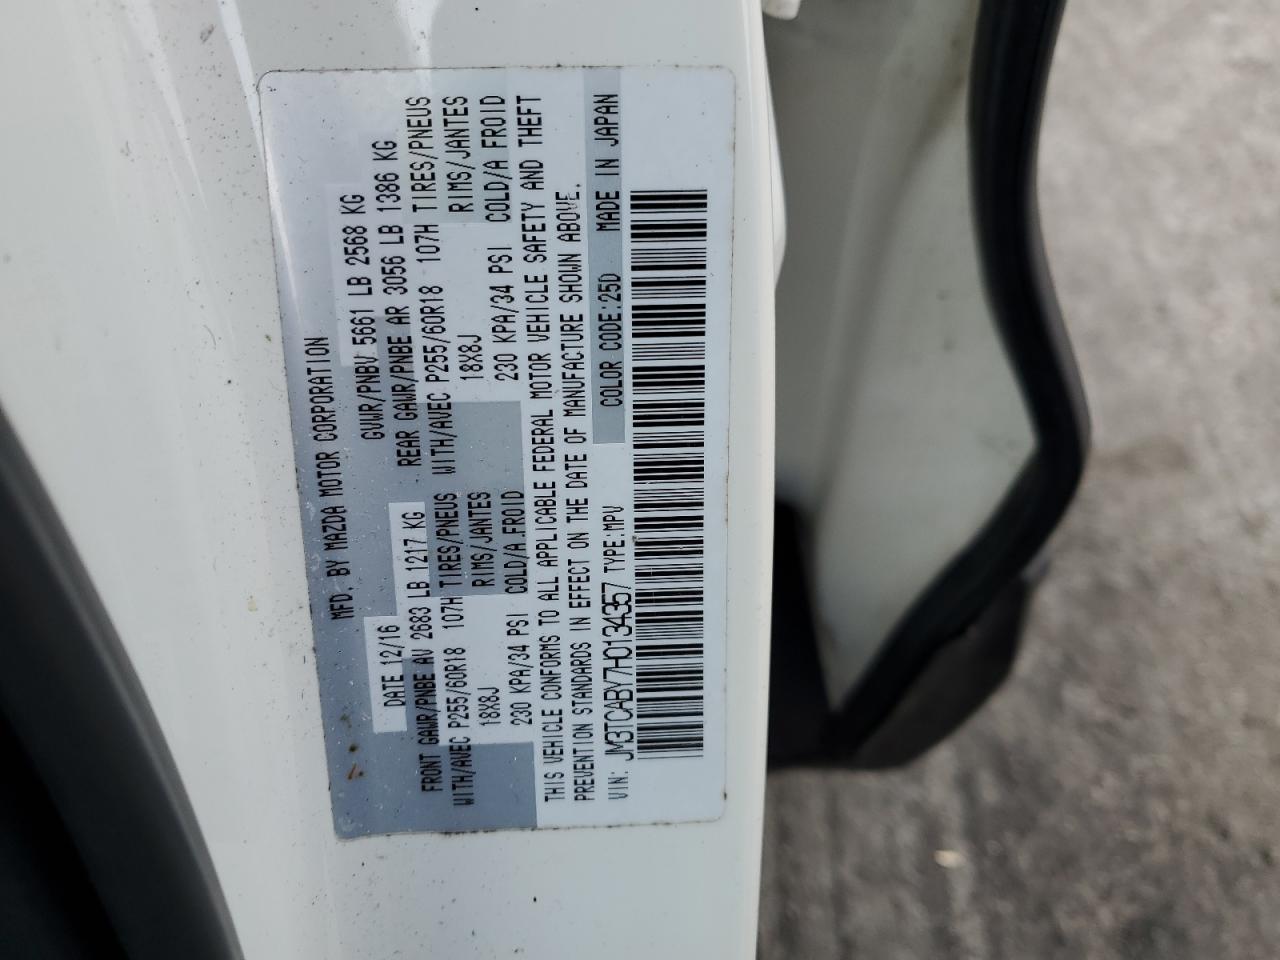 MFD. BY MAZDA MOTOR CORPORATION
DATE 12/16 GVWR/PNBV 5661 LB 2568 KG
FRONT GAWR/PNBE AV 2683 LB 1217 KG REAR GAWR/PNBE AR 3056 LB 1386 KG
WITH/AVEC P255/60R18 107H TIRES/PNEUS WITH/AVEC P255/60R18 107H TIRES/PNEUS
18X8J RIMS/JANTES 18X8J RIMS/JANTES
230 KPA/34 PSI COLD/A FROID 230 KPA/34 PSI COLD/A FROID
THIS VEHICLE CONFORMS TO ALL APPLICABLE FEDERAL MOTOR VEHICLE SAFETY AND THEFT
PREVENTION STANDARDS IN EFFECT ON THE DATE OF MANUFACTURE SHOWN ABOVE.
VIN: JM3TCABY7H0134357 TYPE:MPV COLOR CODE:25D MADE IN JAPAN